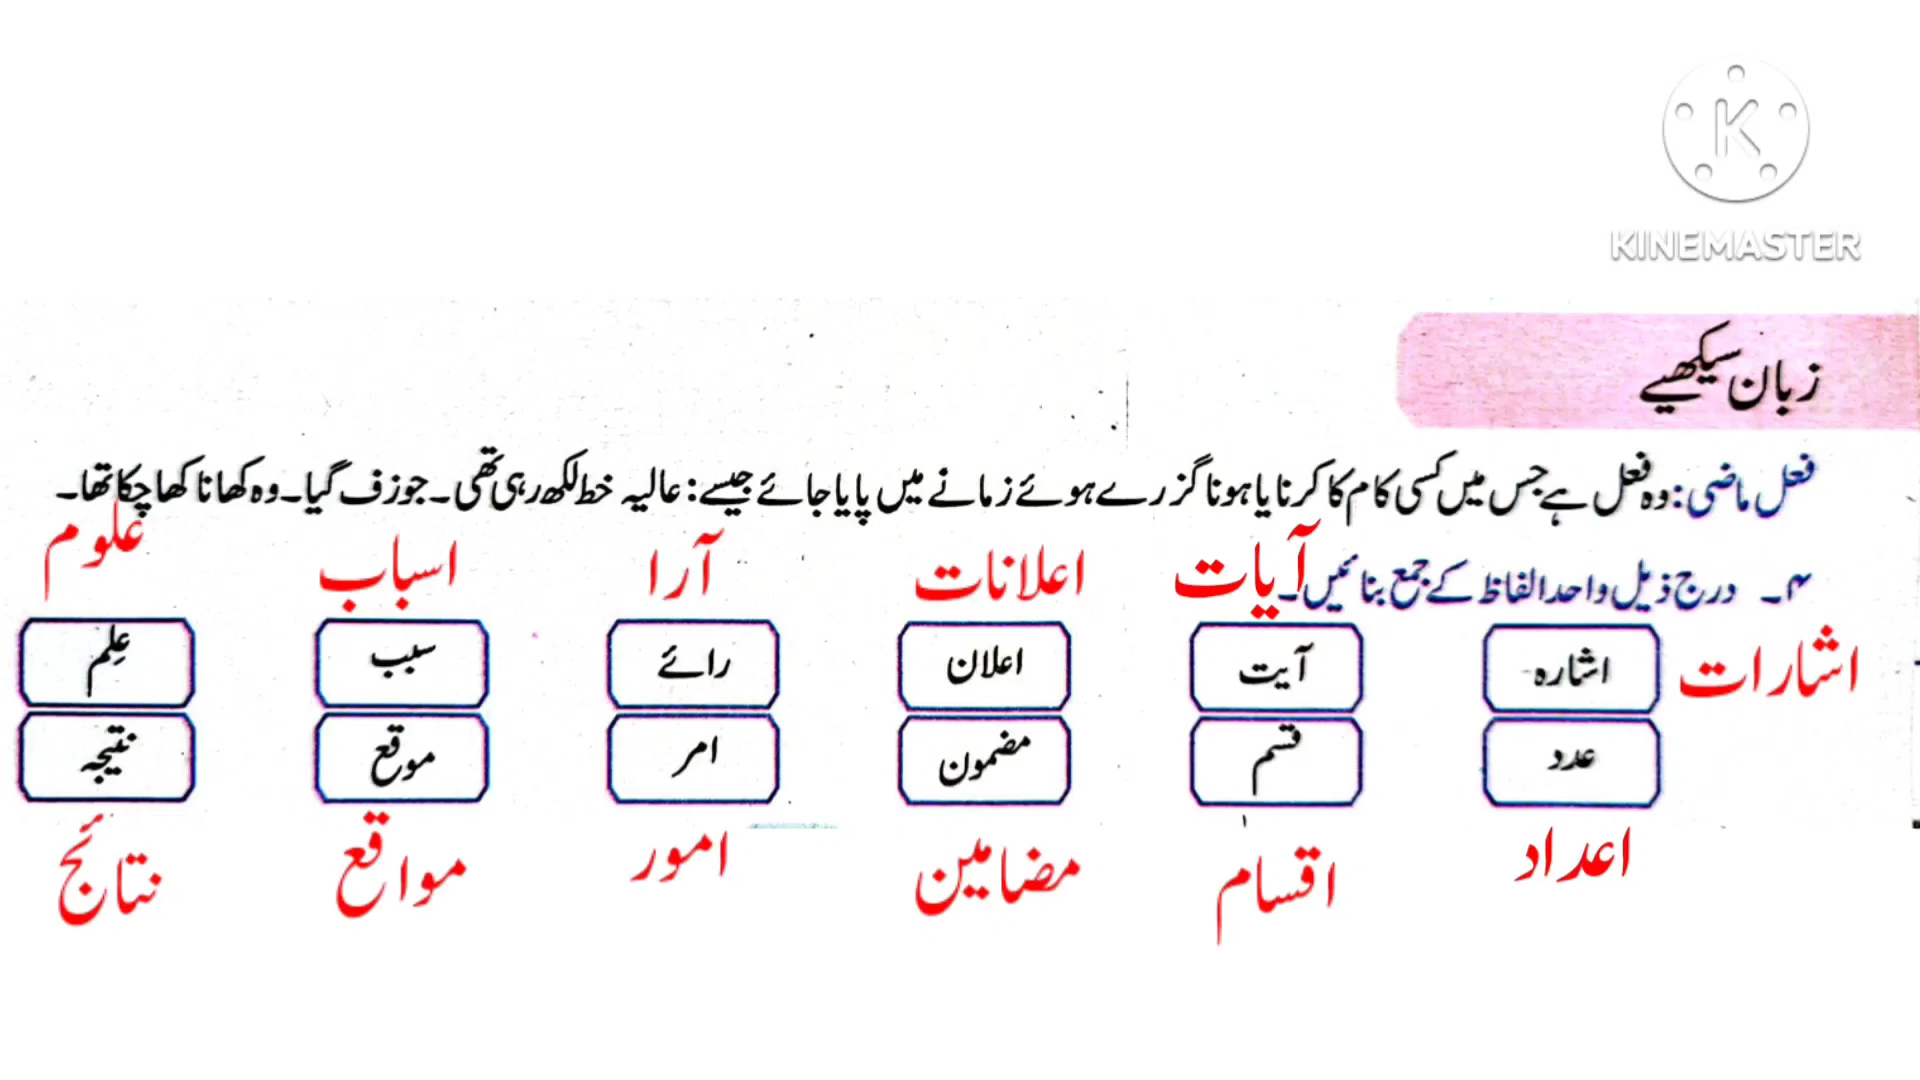 KINEMASTER
زبان سیکھیے
فعل ماضی: وہ فعل ہے جس میں کسی کام کا کرنا یا ہونا گزرے ہوئے زمانے میں پایا جائے جیسے: عالیہ خط لکھ رہی تھی۔ جوزف گیا۔ وہ کھانا کھا چکا تھا۔
۴۔ درج ذیل واحد الفاظ کے جمع بنائیں۔
آیات اعلانات آرا اسباب علوم
اشارات اشارہ آیت اعلان رائے سبب عِلم
عدد قسم مضمون امر موقع نتیجہ
اعداد اقسام مضامین امور مواقع نتائج